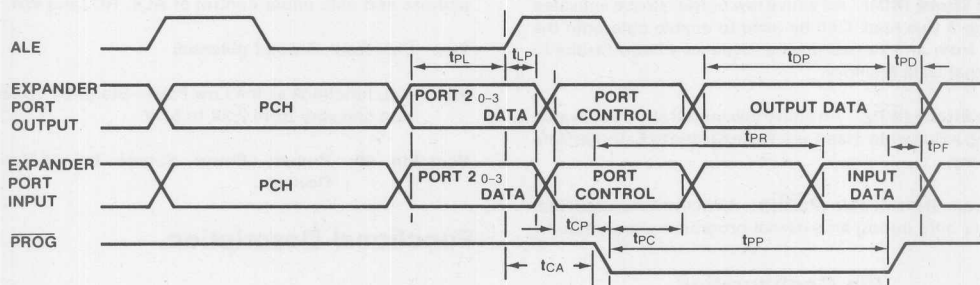 ALE
tPL
tLP
tDP
tPD
EXPANDER
PORT
OUTPUT
PCH
PORT 2 0–3
DATA
PORT
CONTROL
OUTPUT DATA
tPR
tPF
EXPANDER
PORT
INPUT
PCH
PORT 2 0–3
DATA
PORT
CONTROL
INPUT
DATA
tCP
tPC
tPP
PROG
tCA